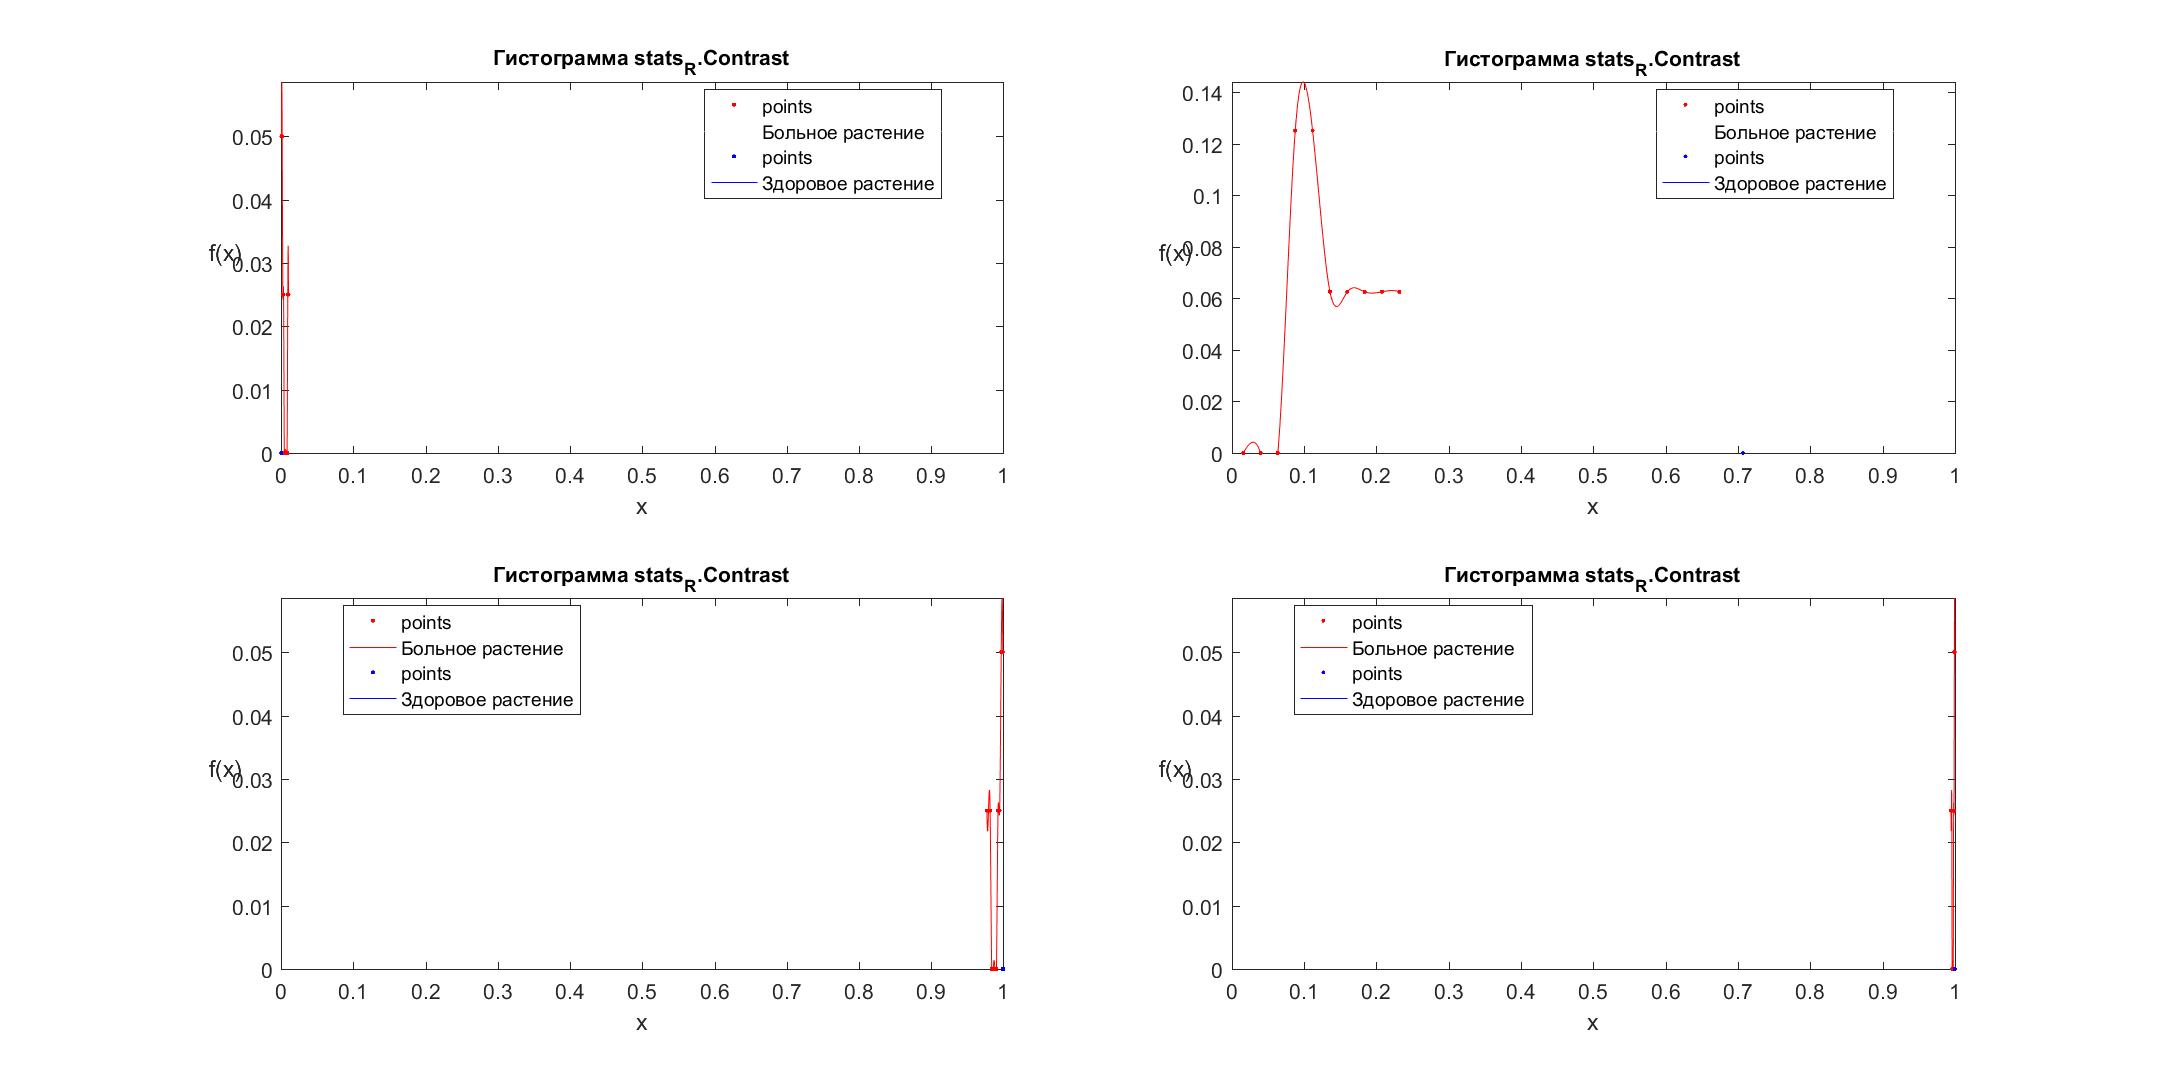 Гистограмма stats_R.Contrast
points
Больное растение
points
Здоровое растение
0.05
0.04
0.03
0.02
0.01
0
f(x)
0 0.1 0.2 0.3 0.4 0.5 0.6 0.7 0.8 0.9 1
x
Гистограмма stats_R.Contrast
points
Больное растение
points
Здоровое растение
0.14
0.12
0.1
0.08
0.06
0.04
0.02
0
f(x)
0 0.1 0.2 0.3 0.4 0.5 0.6 0.7 0.8 0.9 1
x
Гистограмма stats_R.Contrast
points
Больное растение
points
Здоровое растение
0.05
0.04
0.03
0.02
0.01
0
f(x)
0 0.1 0.2 0.3 0.4 0.5 0.6 0.7 0.8 0.9 1
x
Гистограмма stats_R.Contrast
points
Больное растение
points
Здоровое растение
0.05
0.04
0.03
0.02
0.01
0
f(x)
0 0.1 0.2 0.3 0.4 0.5 0.6 0.7 0.8 0.9 1
x